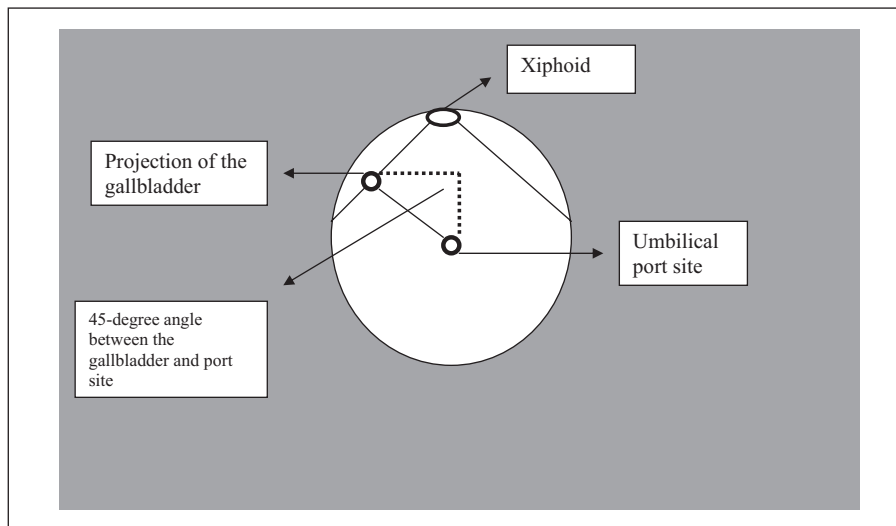 Xiphoid
Projection of the
gallbladder
Umbilical
port site
45-degree angle
between the
gallbladder and port
site